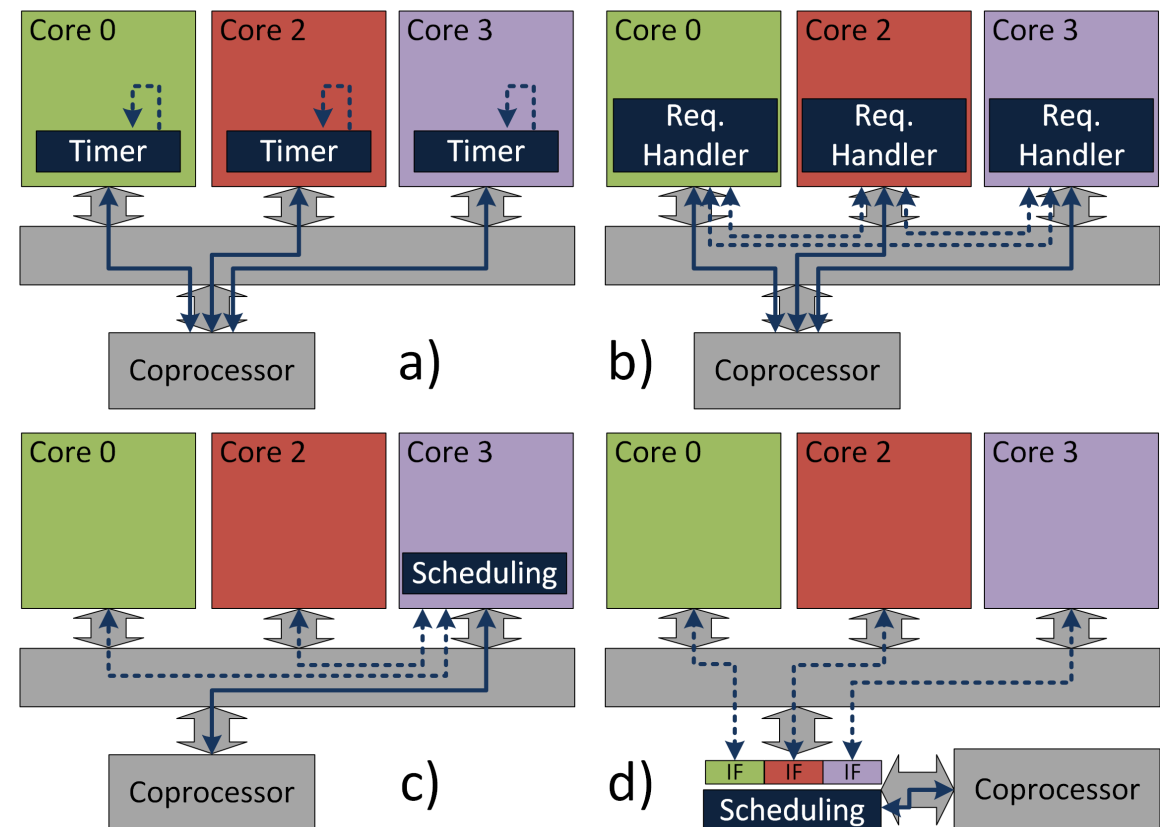 Core 0
Core 2
Core 3
Timer
Timer
Timer
Coprocessor
a)
Core 0
Core 2
Core 3
Req.
Handler
Req.
Handler
Req.
Handler
Coprocessor
b)
Core 0
Core 2
Core 3
Scheduling
Coprocessor
c)
Core 0
Core 2
Core 3
IF
IF
IF
Scheduling
Coprocessor
d)